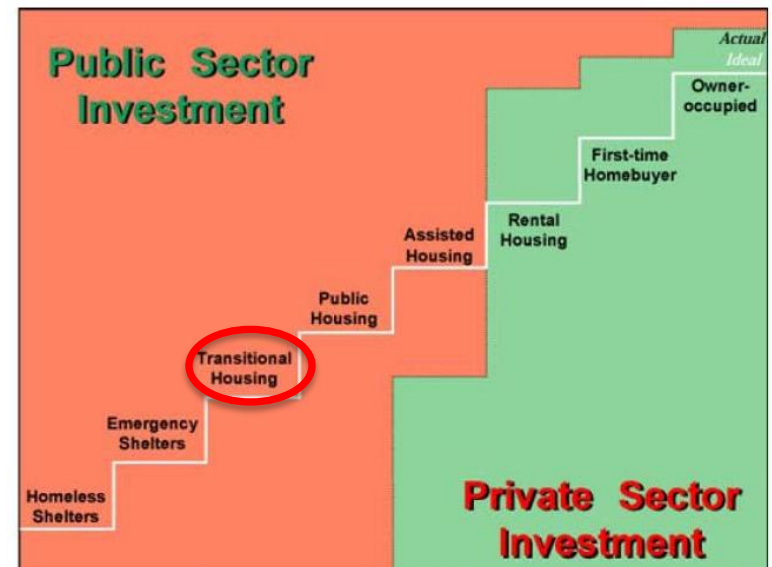 Public Sector
Investment
Actual
Ideal
Owner-
occupied
First-time
Homebuyer
Rental
Housing
Assisted
Housing
Public
Housing
Transitional
Housing
Emergency
Shelters
Homeless
Shelters
Private Sector
Investment